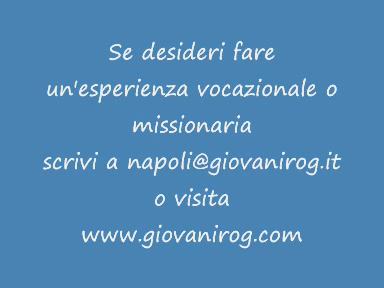 Se desideri fare
un'esperienza vocazionale o
missionaria
scrivi a napoli@giovanirog.it
o visita
www.giovanirog.com